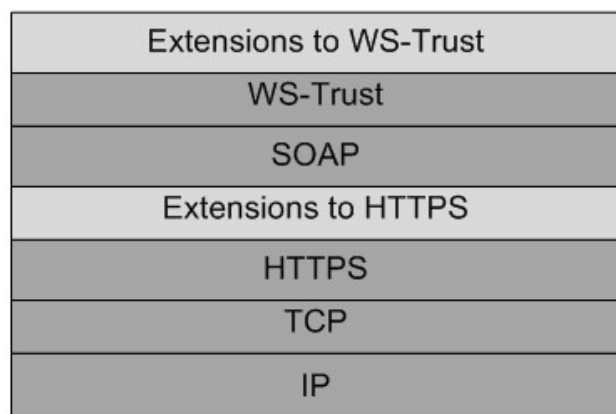 Extensions to WS-Trust
WS-Trust
SOAP
Extensions to HTTPS
HTTPS
TCP
IP